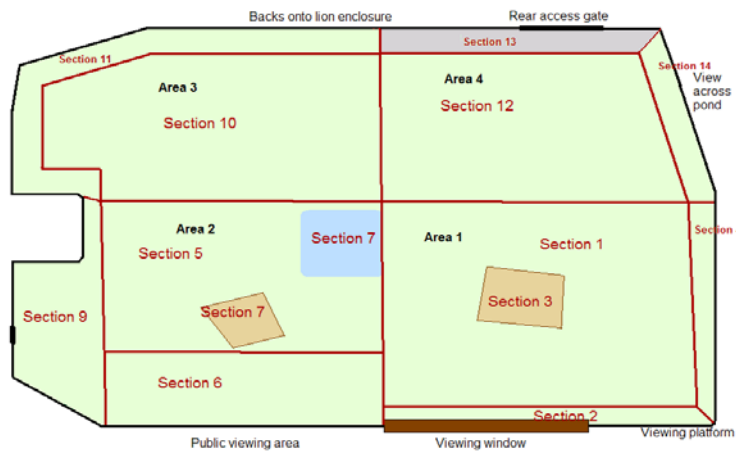 Backs onto lion enclosure
Rear access gate
Section 13
Section 11
Section 14
Area 3
Area 4
View
across
pond
Section 10
Section 12
Area 2
Section 7
Area 1
Section 1
Section
Section 5
Section 3
Section 7
Section 9
Section 6
Section 2
Viewing platform
Public viewing area
Viewing window